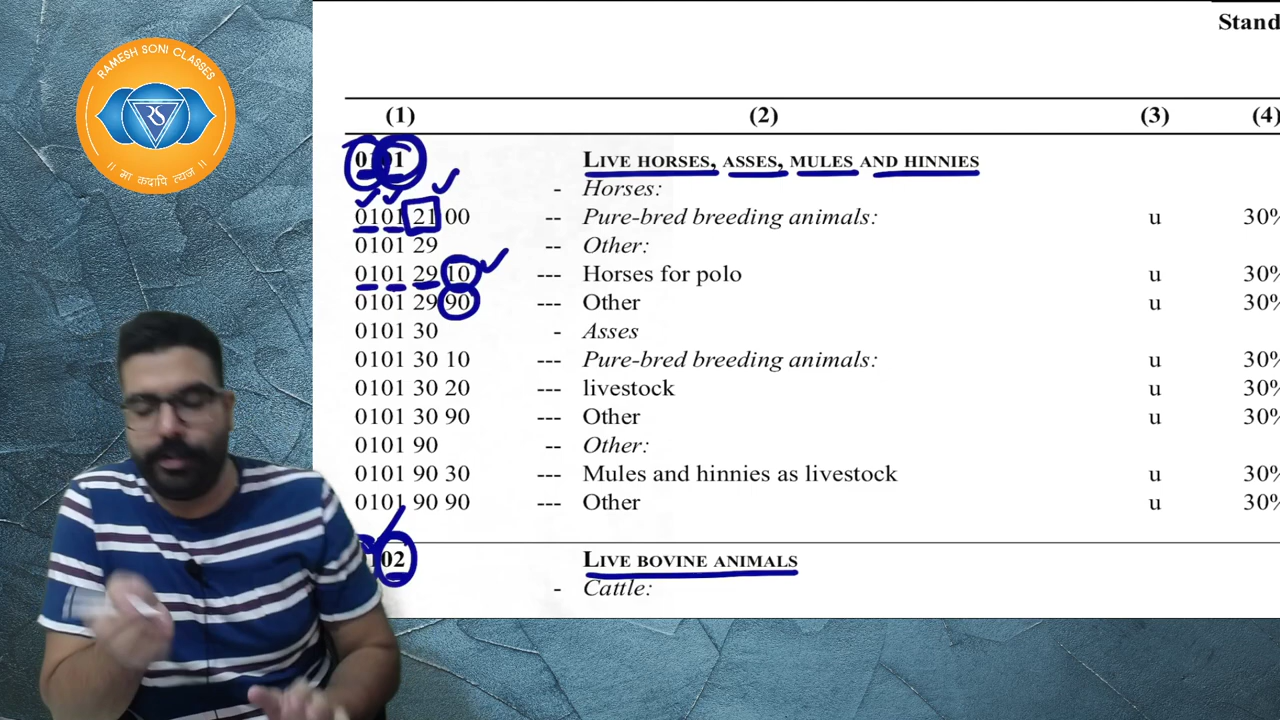 RAMESH SONI CLASSES
॥ मा कदापि त्यज ॥
Stand
(1) (2) (3) (4)
0101 LIVE HORSES, ASSES, MULES AND HINNIES
- Horses:
0101 21 00 -- Pure-bred breeding animals: u 30%
0101 29 -- Other:
0101 29 10 --- Horses for polo u 30%
0101 29 90 --- Other u 30%
0101 30 - Asses
0101 30 10 --- Pure-bred breeding animals: u 30%
0101 30 20 --- livestock u 30%
0101 30 90 --- Other u 30%
0101 90 -- Other:
0101 90 30 --- Mules and hinnies as livestock u 30%
0101 90 90 --- Other u 30%
0102 LIVE BOVINE ANIMALS
- Cattle: